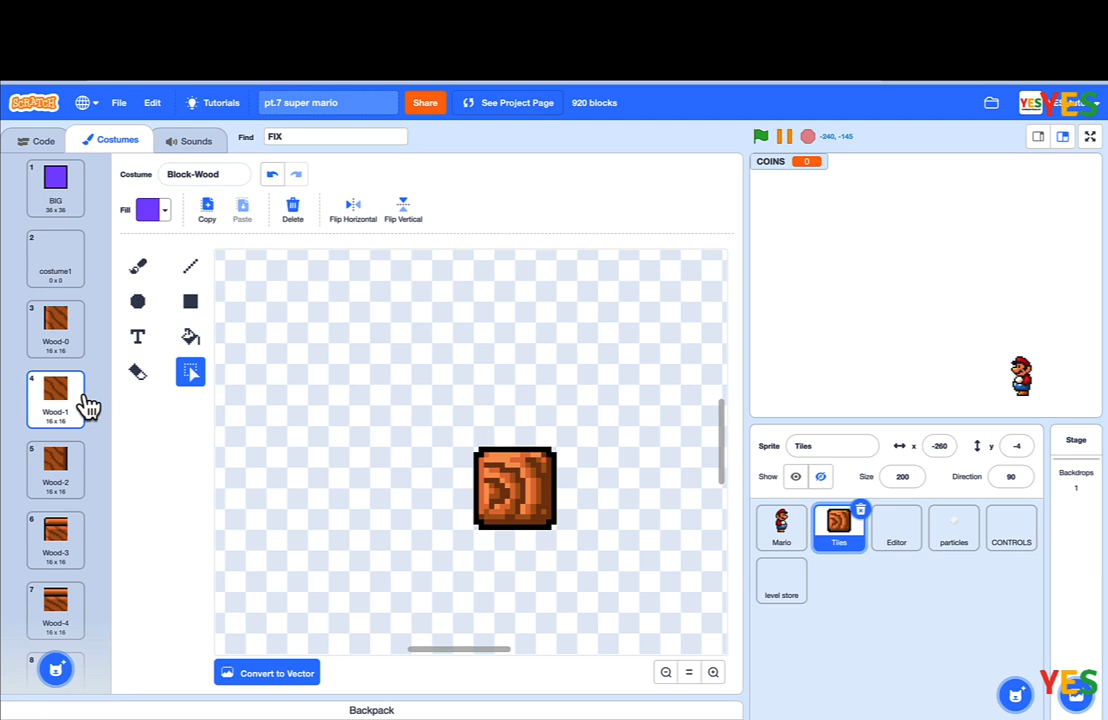 SCRATCH File Edit Tutorials pt.7 super mario Share See Project Page 920 blocks YES YES
Code Costumes Sounds Find FIX -240, -145
1
BIG
36 x 36
2
costume1
0 x 0
3
Wood-0
16 x 16
4
Wood-1
16 x 16
5
Wood-2
16 x 16
6
Wood-3
16 x 16
7
Wood-4
16 x 16
8
Costume Block-Wood
Fill Copy Paste Delete Flip Horizontal Flip Vertical
T
Convert to Vector
Backpack
COINS 0
Sprite Tiles x -260 y -4
Show Size 200 Direction 90
Mario Tiles Editor particles CONTROLS
level store
Stage
Backdrops
1
YES